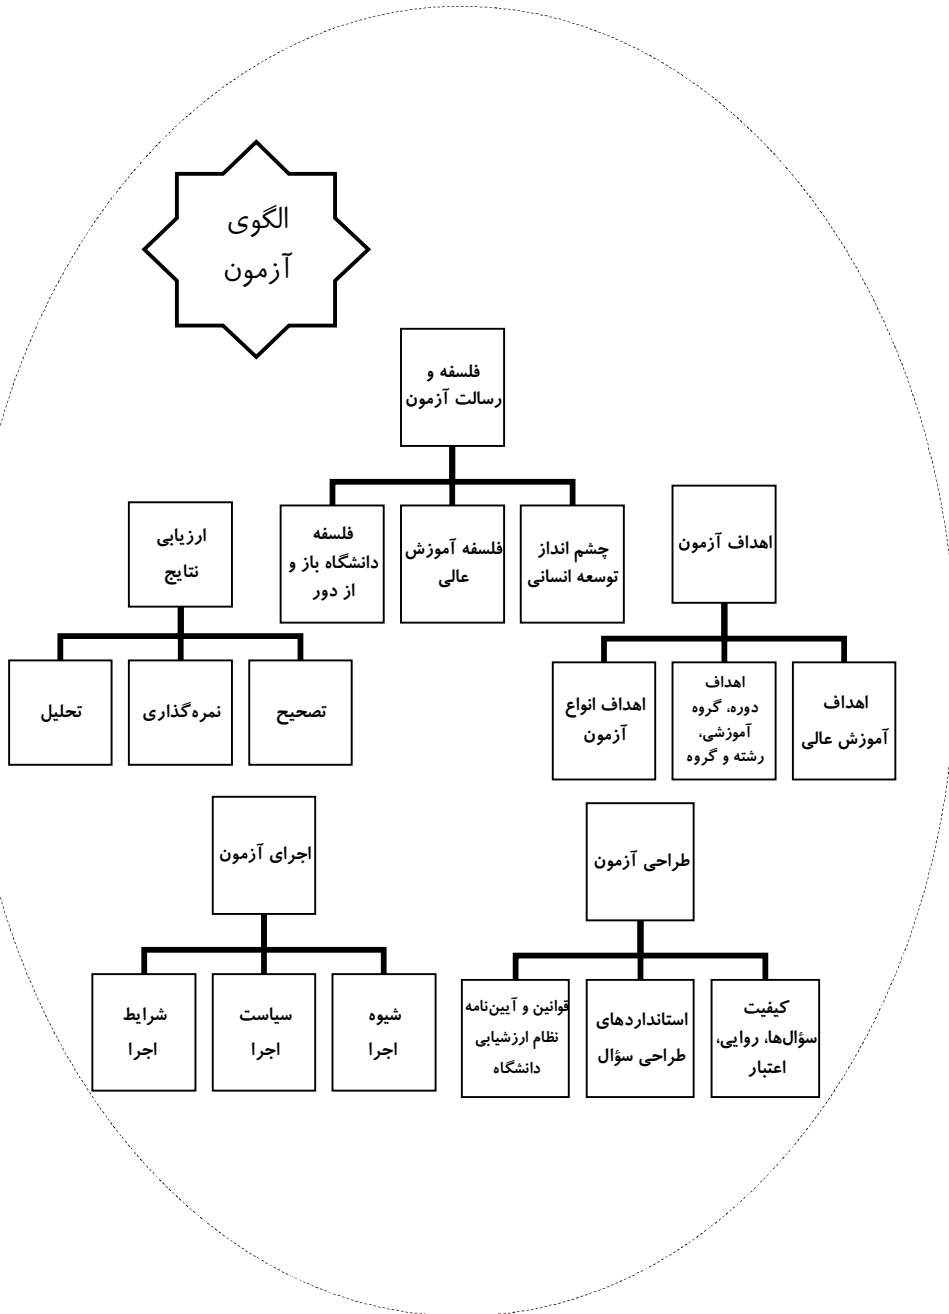 الگوی
آزمون
فلسفه و
رسالت آزمون
چشم انداز
توسعه انسانی
فلسفه آموزش
عالی
فلسفه
دانشگاه باز و
از دور
اهداف آزمون
اهداف
آموزش عالی
اهداف
دوره، گروه
آموزشی،
رشته و گروه
اهداف انواع
آزمون
ارزیابی
نتایج
تصحیح
نمره‌گذاری
تحلیل
طراحی آزمون
کیفیت
سؤال‌ها، روایی،
اعتبار
استانداردهای
طراحی سؤال
قوانین و آیین‌نامه
نظام ارزشیابی
دانشگاه
اجرای آزمون
شیوه
اجرا
سیاست
اجرا
شرایط
اجرا